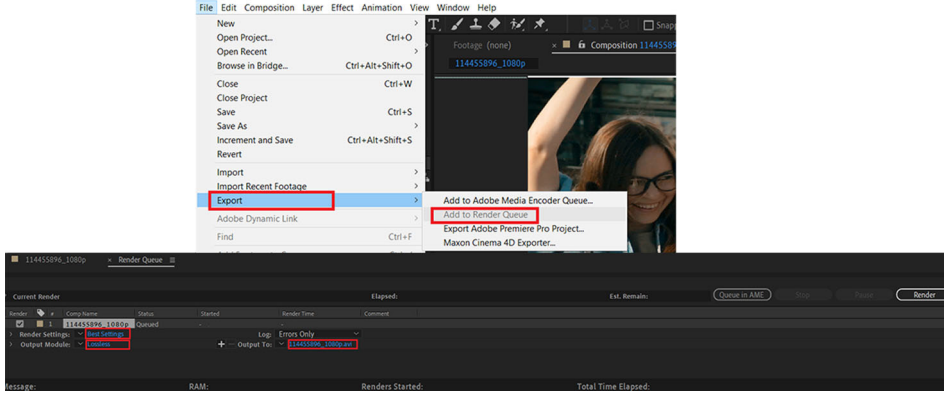 File Edit Composition Layer Effect Animation View Window Help
New
Open Project... Ctrl+O
Open Recent
Browse in Bridge... Ctrl+Alt+Shift+O
Close Ctrl+W
Close Project
Save Ctrl+S
Save As
Increment and Save Ctrl+Alt+Shift+S
Revert
Import
Import Recent Footage
Export
Adobe Dynamic Link
Find Ctrl+F
T Snapp
Footage (none) × Composition 11445589
114455896_1080p
Add to Adobe Media Encoder Queue...
Add to Render Queue
Export Adobe Premiere Pro Project...
Maxon Cinema 4D Exporter...
114455896_1080p × Render Queue
Current Render Elapsed: Est. Remain: Queue in AME Stop Pause Render
Render # Comp Name Status Started Render Time Comment
1 114455896_1080p Queued - -
Render Settings: Best Settings Log: Errors Only
Output Module: Lossless + − Output To: 114455896_1080p.avi
Message: RAM: Renders Started: Total Time Elapsed: